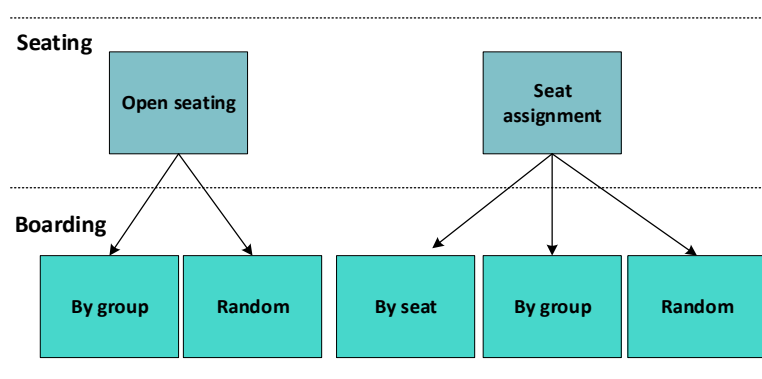 Seating
Open seating
Seat
assignment
Boarding
By group
Random
By seat
By group
Random